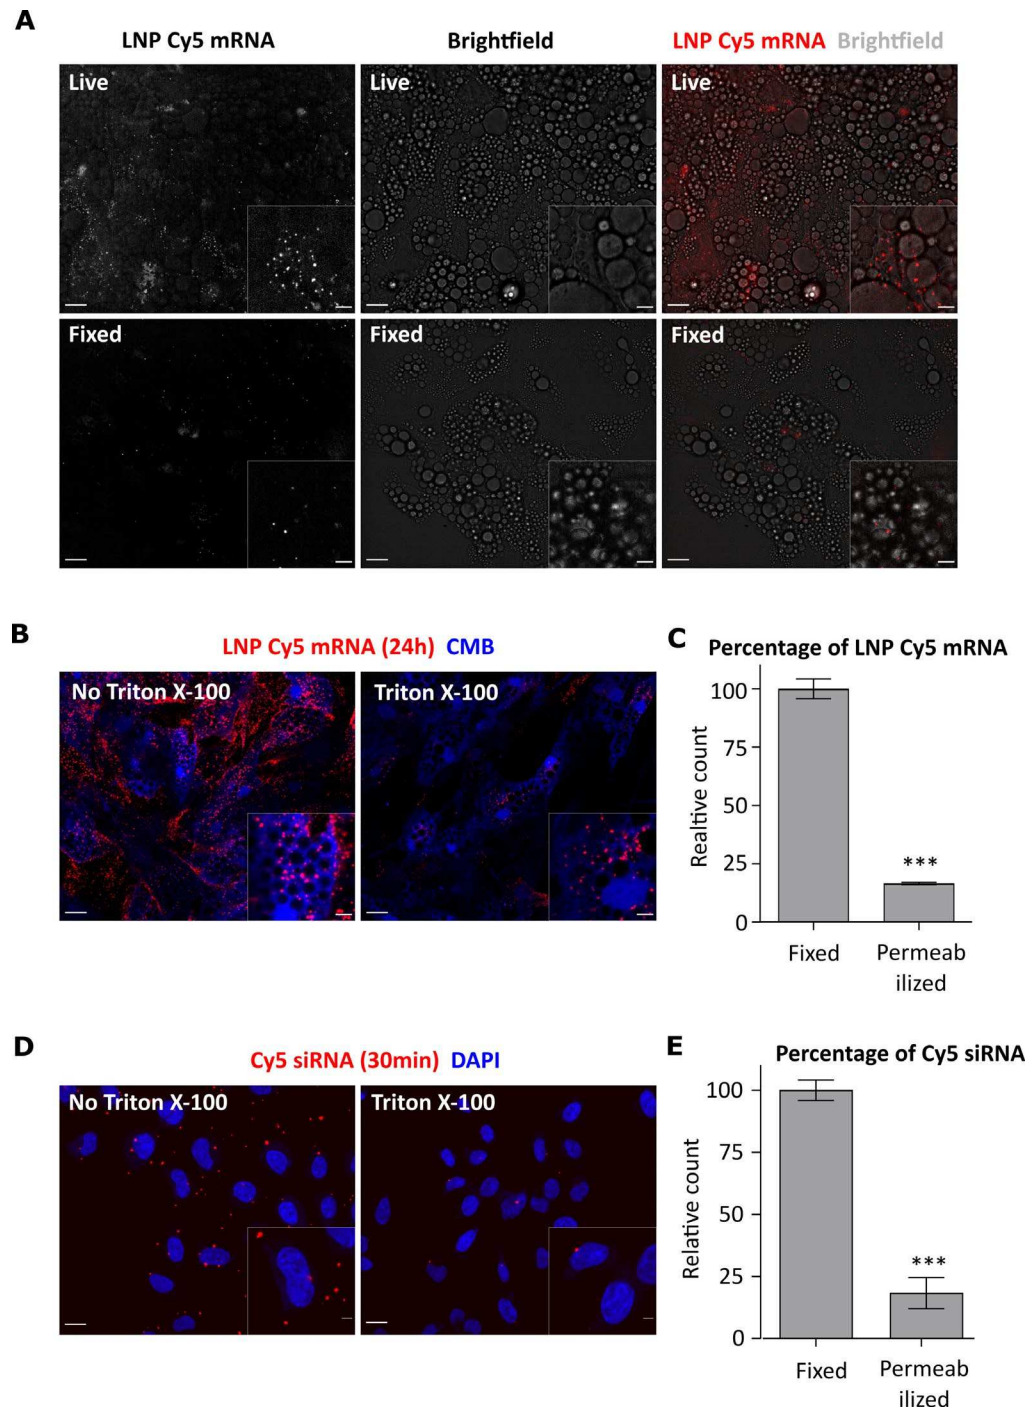 A
LNP Cy5 mRNA
Brightfield
LNP Cy5 mRNA Brightfield
Live
Live
Live
Fixed
Fixed
Fixed
B
LNP Cy5 mRNA (24h) CMB
No Triton X-100
Triton X-100
C
Percentage of LNP Cy5 mRNA
Realtive count
100
75
50
25
0
***
Fixed
Permeab
ilized
D
Cy5 siRNA (30min) DAPI
No Triton X-100
Triton X-100
E
Percentage of Cy5 siRNA
Relative count
100
75
50
25
0
***
Fixed
Permeab
ilized